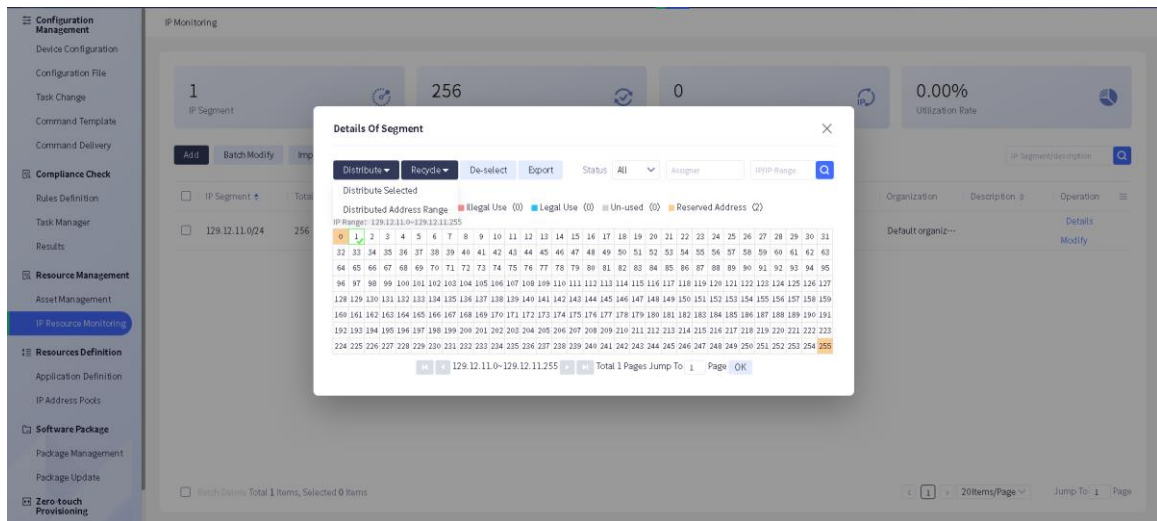 Configuration Management
Device Configuration
Configuration File
Task Change
Command Template
Command Delivery
Compliance Check
Rules Definition
Task Manager
Results
Resource Management
Asset Management
IP Resource Monitoring
Resources Definition
Application Definition
IP Address Pools
Software Package
Package Management
Package Update
Zero-touch Provisioning
IP Monitoring
1
IP Segment
256
0
0.00%
Utilization Rate
Add Batch Modify Imp
IP Segment/description
IP Segment Total
Organization Description Operation
129.12.11.0/24 256
Default organiz···
Details
Modify
Details Of Segment
Distribute Recycle De-select Export Status All Assigner IP/IP Range
Distribute Selected
Distributed Address Range
Illegal Use (0) Legal Use (0) Un-used (0) Reserved Address (2)
IP Range: 129.12.11.0~129.12.11.255
0 1 2 3 4 5 6 7 8 9 10 11 12 13 14 15 16 17 18 19 20 21 22 23 24 25 26 27 28 29 30 31
32 33 34 35 36 37 38 39 40 41 42 43 44 45 46 47 48 49 50 51 52 53 54 55 56 57 58 59 60 61 62 63
64 65 66 67 68 69 70 71 72 73 74 75 76 77 78 79 80 81 82 83 84 85 86 87 88 89 90 91 92 93 94 95
96 97 98 99 100 101 102 103 104 105 106 107 108 109 110 111 112 113 114 115 116 117 118 119 120 121 122 123 124 125 126 127
128 129 130 131 132 133 134 135 136 137 138 139 140 141 142 143 144 145 146 147 148 149 150 151 152 153 154 155 156 157 158 159
160 161 162 163 164 165 166 167 168 169 170 171 172 173 174 175 176 177 178 179 180 181 182 183 184 185 186 187 188 189 190 191
192 193 194 195 196 197 198 199 200 201 202 203 204 205 206 207 208 209 210 211 212 213 214 215 216 217 218 219 220 221 222 223
224 225 226 227 228 229 230 231 232 233 234 235 236 237 238 239 240 241 242 243 244 245 246 247 248 249 250 251 252 253 254 255
129.12.11.0~129.12.11.255 Total 1 Pages Jump To 1 Page OK
Batch Delete Total 1 Items, Selected 0 Items
1 20Items/Page Jump To 1 Page